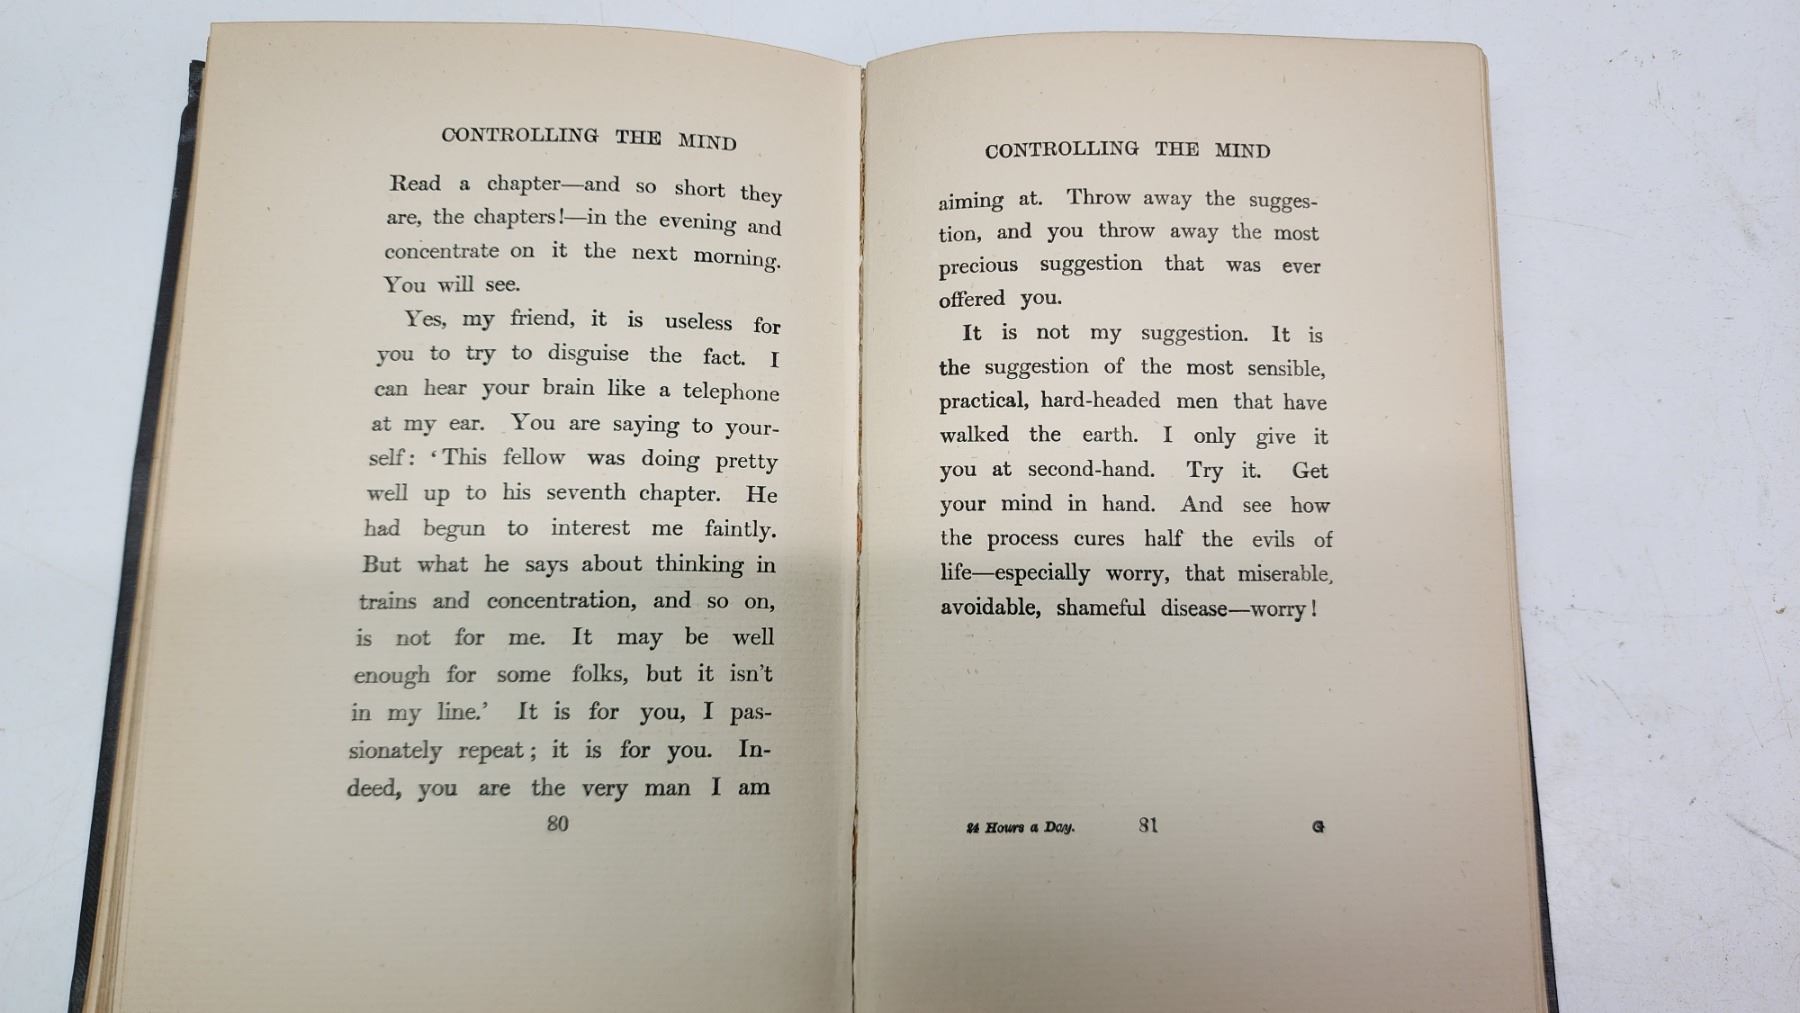 CONTROLLING THE MIND
Read a chapter—and so short they
are, the chapters!—in the evening and
concentrate on it the next morning.
You will see.
Yes, my friend, it is useless for
you to try to disguise the fact. I
can hear your brain like a telephone
at my ear. You are saying to your-
self: ‘This fellow was doing pretty
well up to his seventh chapter. He
had begun to interest me faintly.
But what he says about thinking in
trains and concentration, and so on,
is not for me. It may be well
enough for some folks, but it isn’t
in my line.’ It is for you, I pas-
sionately repeat; it is for you. In-
deed, you are the very man I am
80
CONTROLLING THE MIND
aiming at. Throw away the sugges-
tion, and you throw away the most
precious suggestion that was ever
offered you.
It is not my suggestion. It is
the suggestion of the most sensible,
practical, hard-headed men that have
walked the earth. I only give it
you at second-hand. Try it. Get
your mind in hand. And see how
the process cures half the evils of
life—especially worry, that miserable,
avoidable, shameful disease—worry!
24 Hours a Day. 81 G